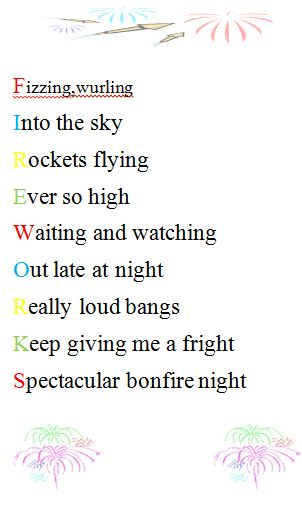 Fizzing,wurling
Into the sky
Rockets flying
Ever so high
Waiting and watching
Out late at night
Really loud bangs
Keep giving me a fright
Spectacular bonfire night